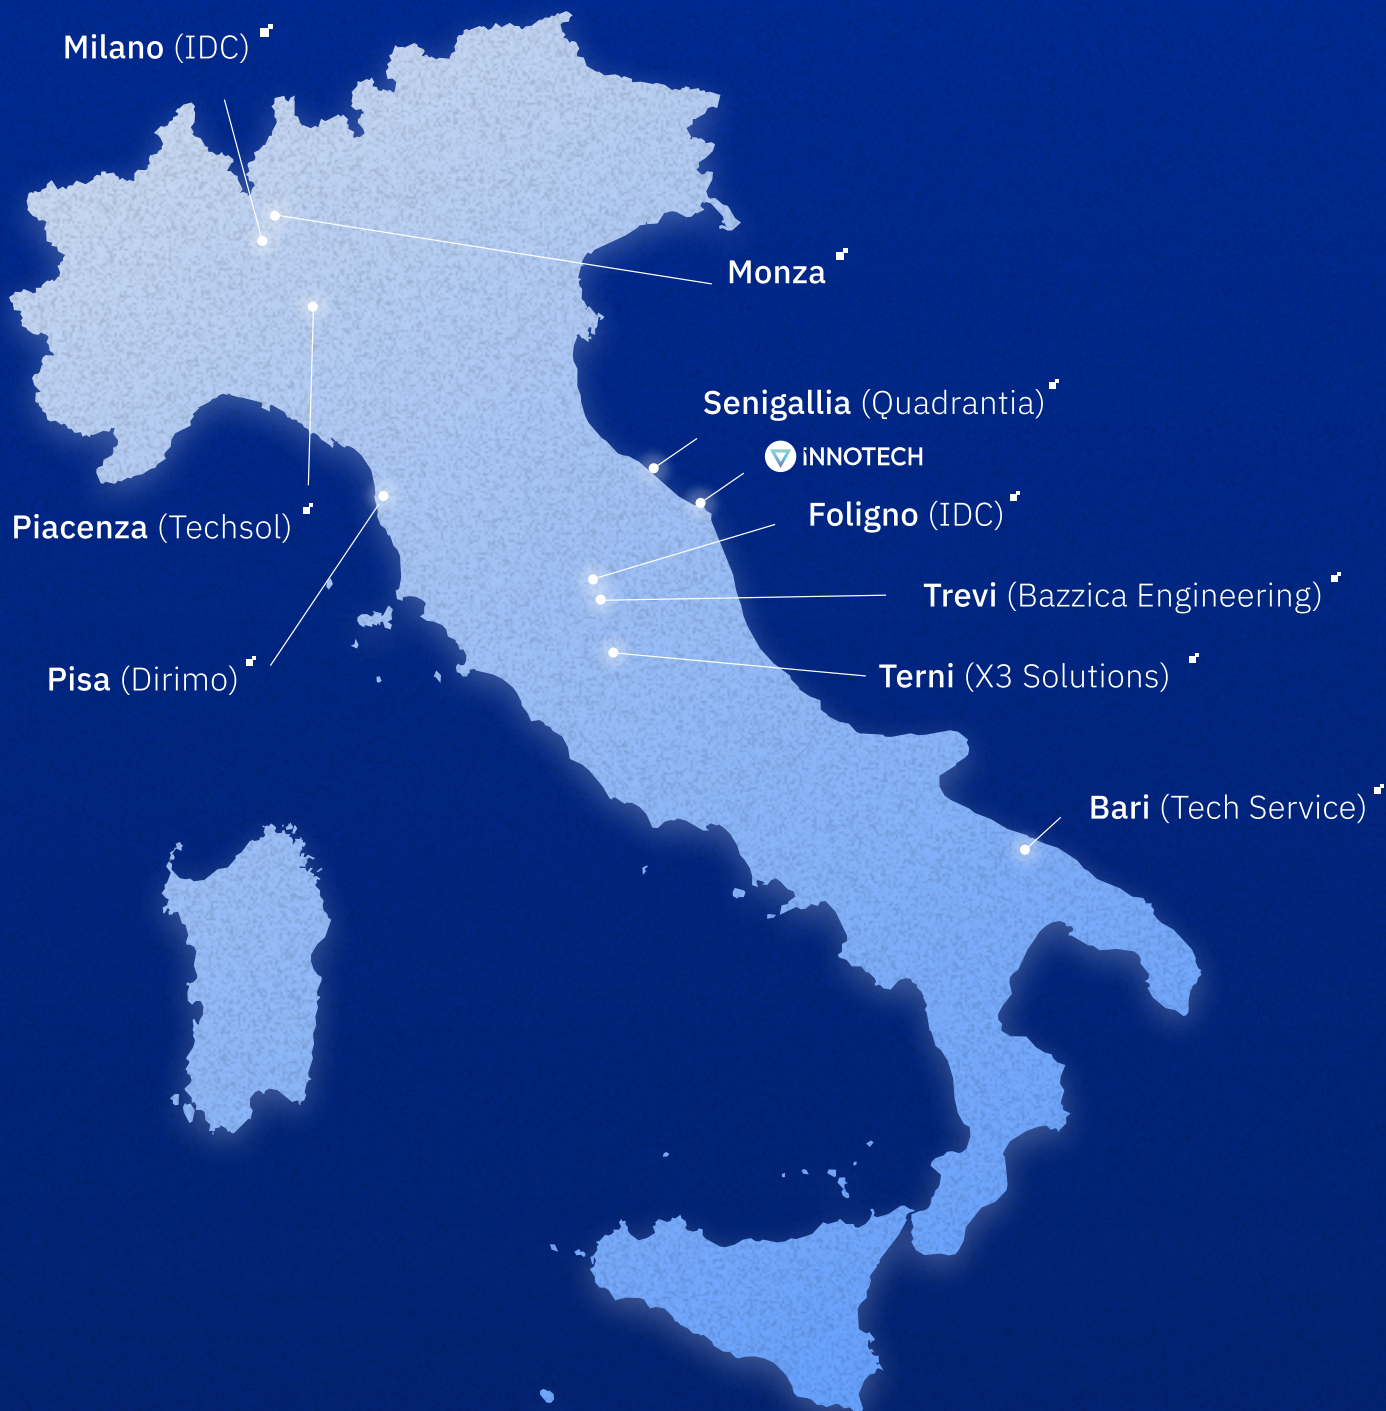 Milano (IDC)
Monza
Senigallia (Quadrantia)
iNNOTECH
Foligno (IDC)
Piacenza (Techsol)
Trevi (Bazzica Engineering)
Pisa (Dirimo)
Terni (X3 Solutions)
Bari (Tech Service)